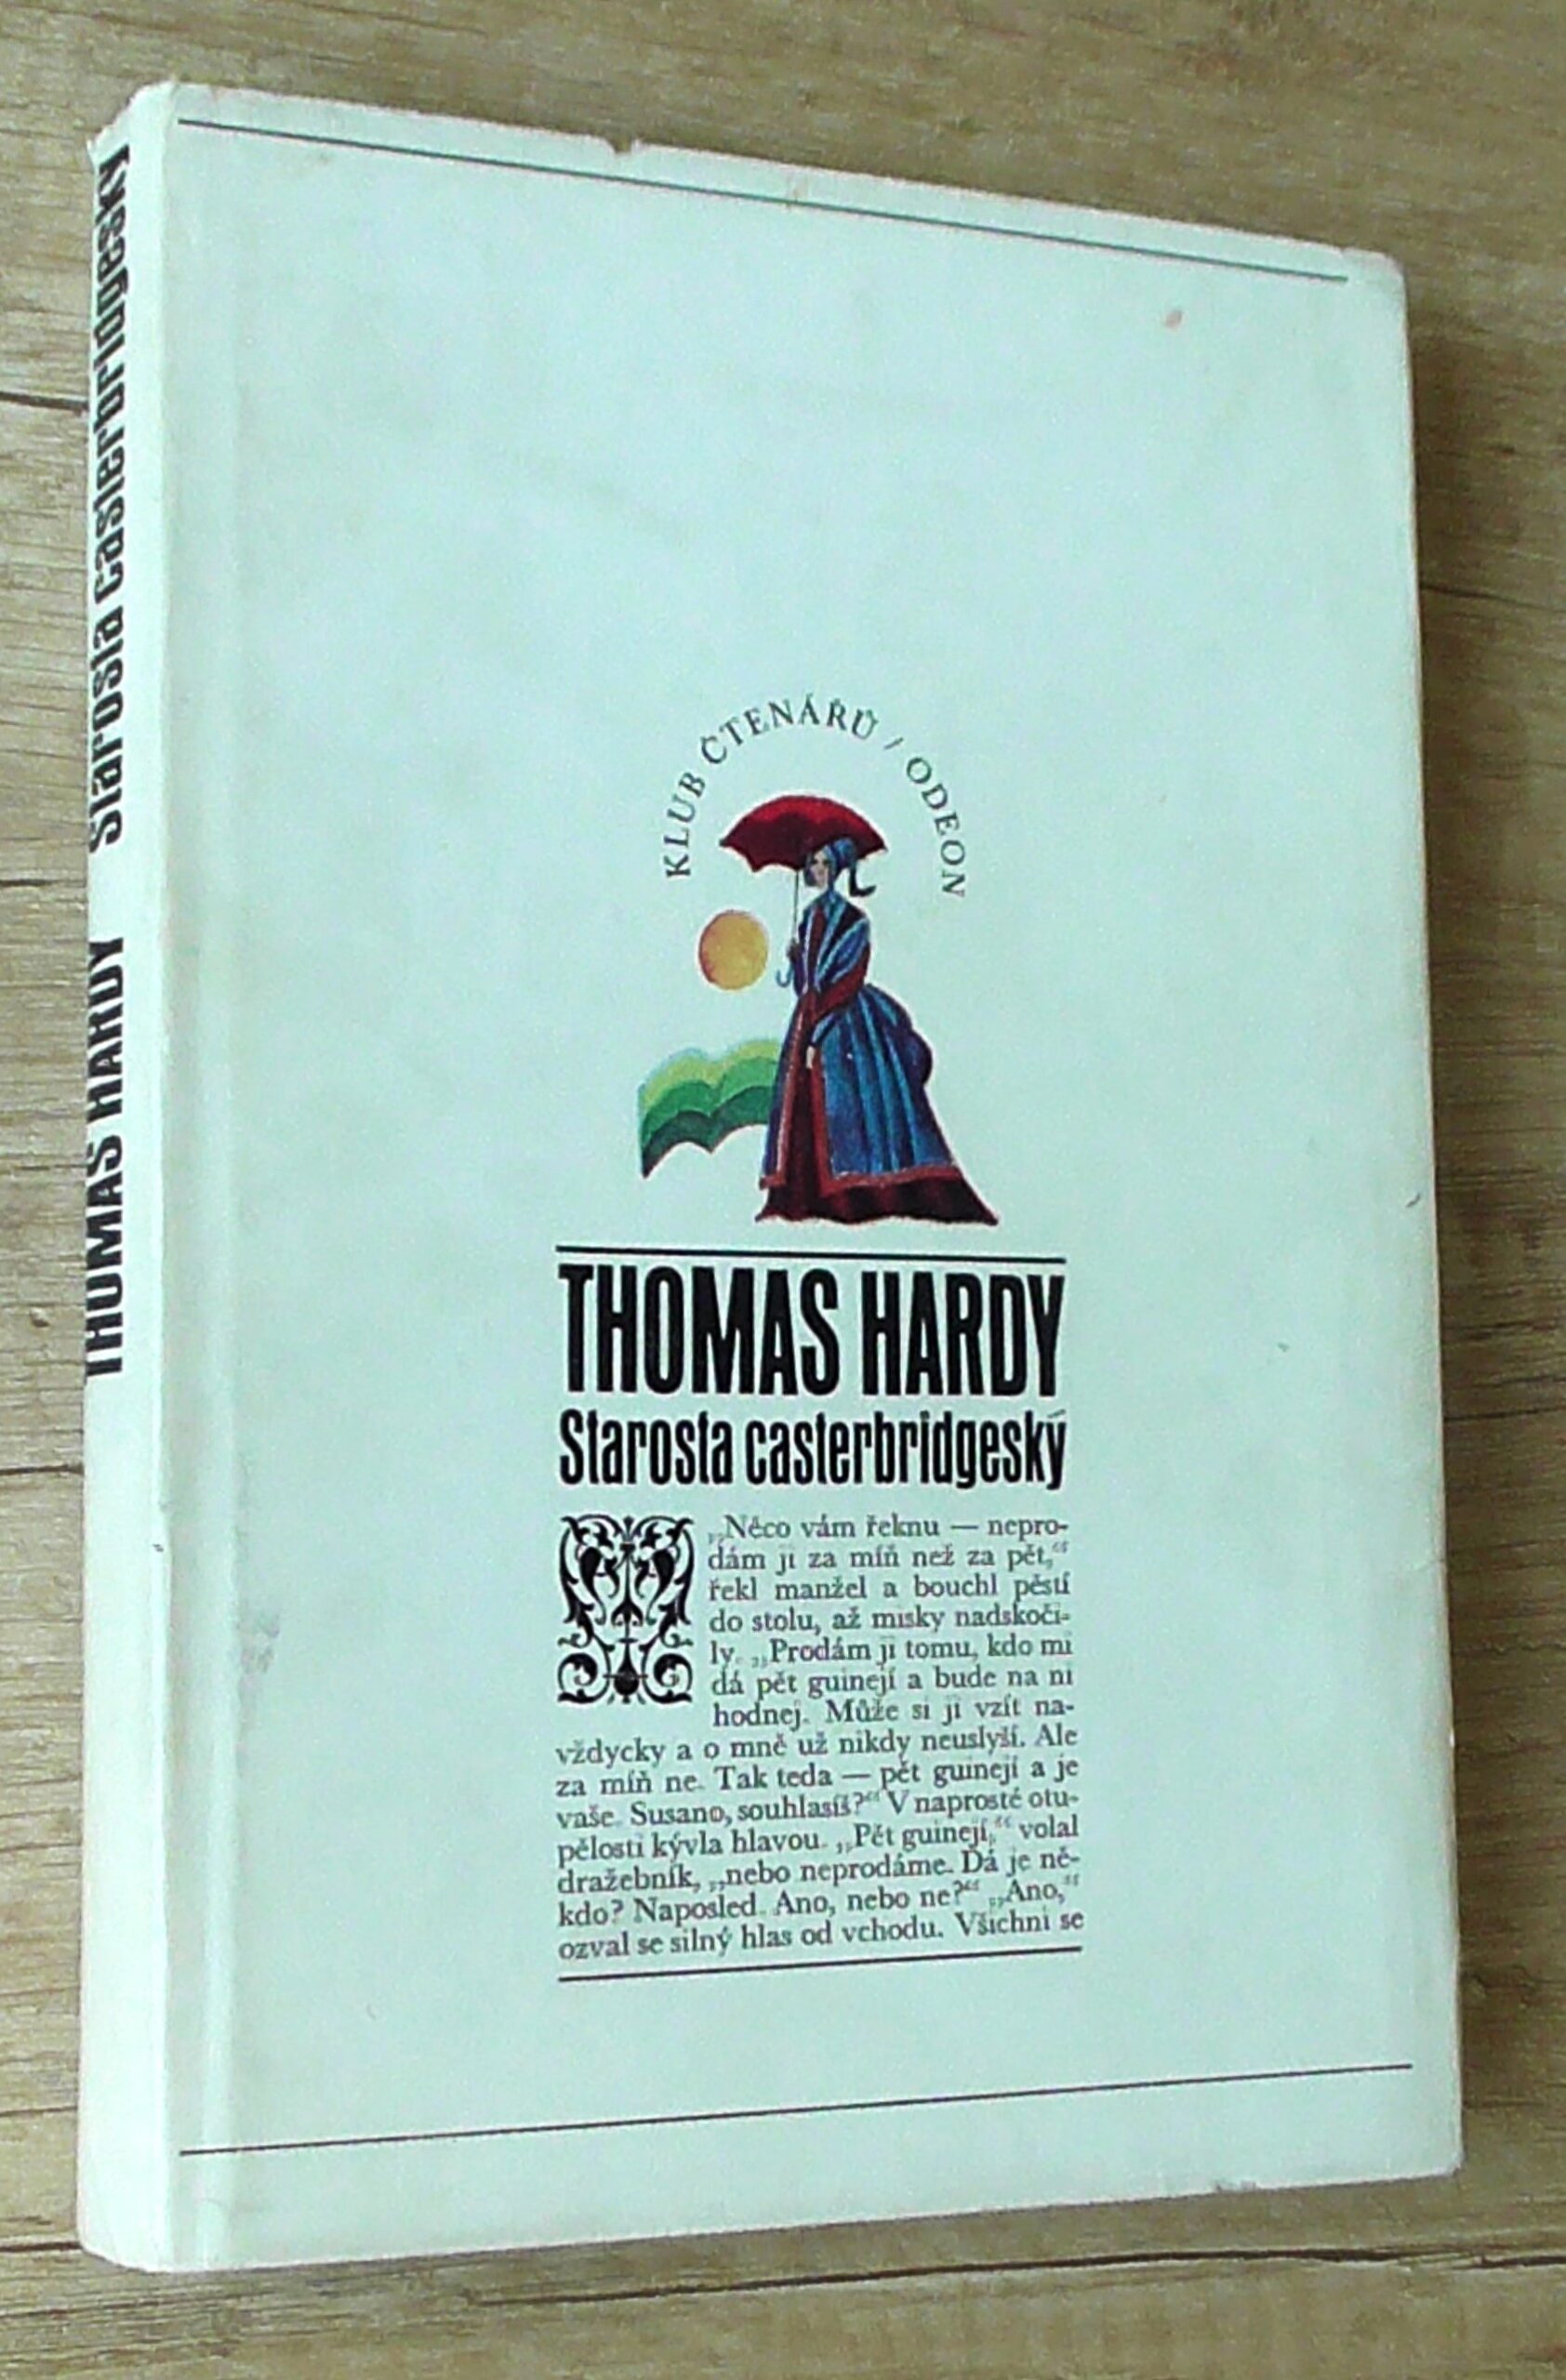 THOMAS HARDY Starosta casterbridgeský
KLUB ČTENÁŘŮ / ODEON
THOMAS HARDY
Starosta casterbridgeský
„Něco vám řeknu — nepro-
dám ji za míň než za pět,“
řekl manžel a bouchl pěstí
do stolu, až misky nadskoči-
ly. „Prodám ji tomu, kdo mi
dá pět guinejí a bude na ni
hodnej. Může si ji vzít na-
vždycky a o mně už nikdy neuslyší. Ale
za míň ne. Tak teda — pět guinejí a je
vaše. Susano, souhlasíš?“ V naprosté otu-
pělosti kývla hlavou. „Pět guinejí,“ volal
dražebník, „nebo neprodáme. Dá je ně-
kdo? Naposled. Ano, nebo ne?“ „Ano,“
ozval se silný hlas od vchodu. Všichni se